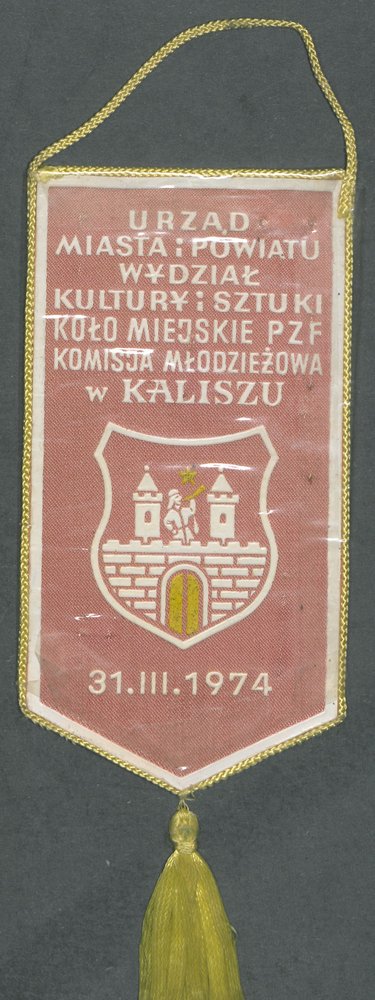 URZĄD
MIASTA i POWIATU
WYDZIAŁ
KULTURY i SZTUKI
KOŁO MIEJSKIE PZF
KOMISJA MŁODZIEŻOWA
w KALISZU
31.III.1974